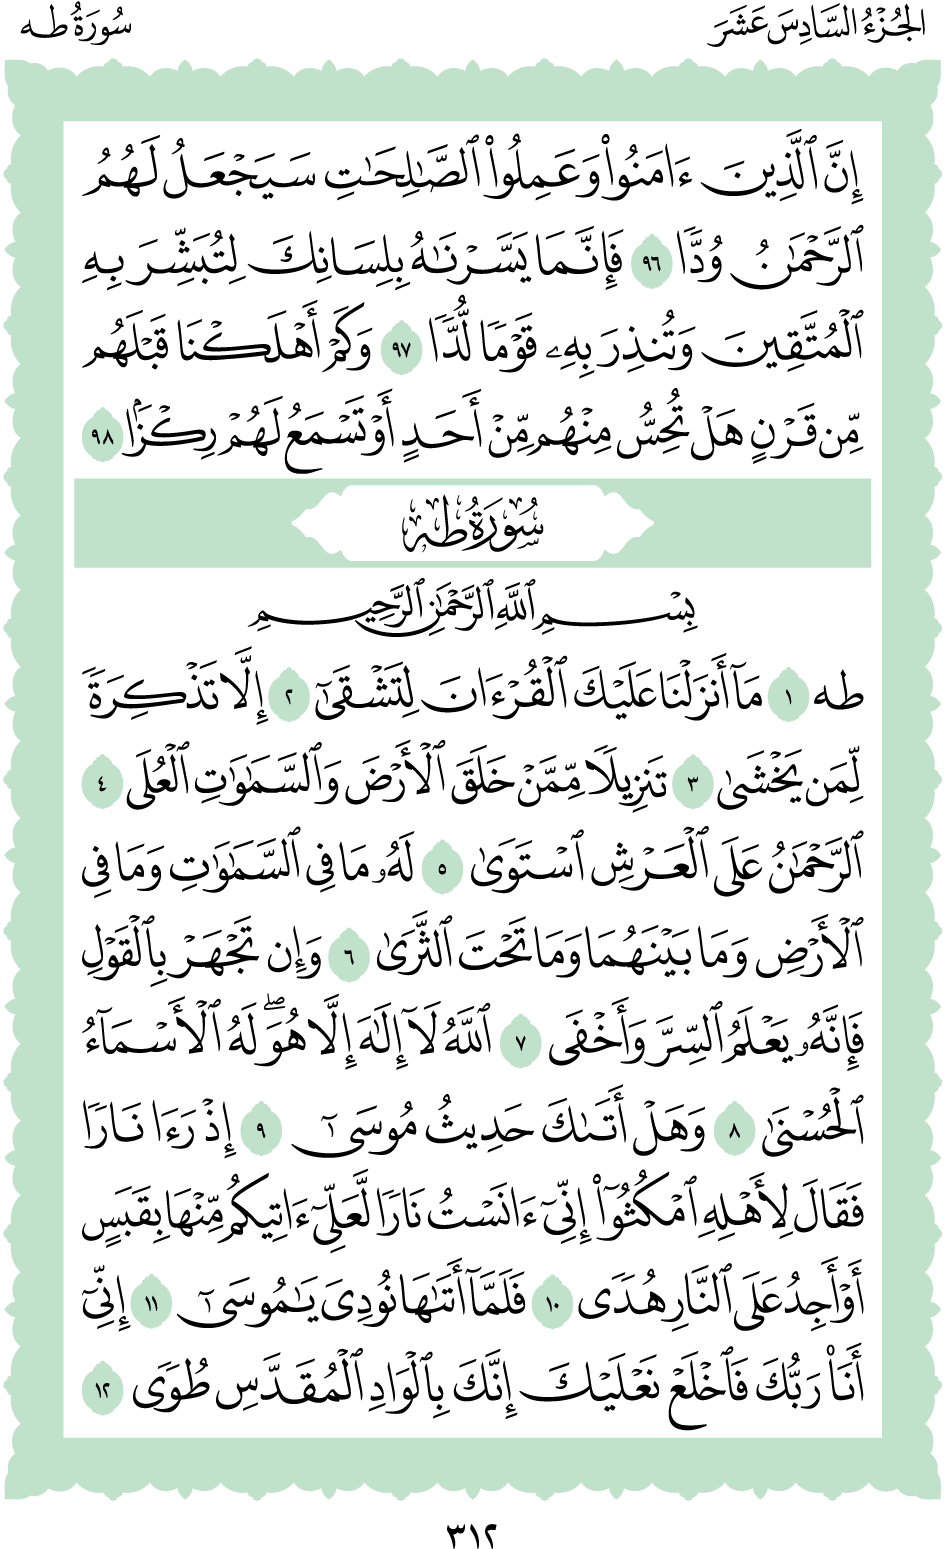 الجُزْءُ السَّادِسَ عَشَرَ
سُورَةُ طه
إِنَّ ٱلَّذِينَ ءَامَنُواْ وَعَمِلُواْ ٱلصَّٰلِحَٰتِ سَيَجۡعَلُ لَهُمُ
ٱلرَّحۡمَٰنُ وُدّٗا ٩٦ فَإِنَّمَا يَسَّرۡنَٰهُ بِلِسَانِكَ لِتُبَشِّرَ بِهِ
ٱلۡمُتَّقِينَ وَتُنذِرَ بِهِۦ قَوۡمٗا لُّدّٗا ٩٧ وَكَمۡ أَهۡلَكۡنَا قَبۡلَهُم
مِّن قَرۡنٍ هَلۡ تُحِسُّ مِنۡهُم مِّنۡ أَحَدٍ أَوۡ تَسۡمَعُ لَهُمۡ رِكۡزَۢا ٩٨
سُورَةُ طه
بِسۡمِ ٱللَّهِ ٱلرَّحۡمَٰنِ ٱلرَّحِيمِ
طه ١ مَآ أَنزَلۡنَا عَلَيۡكَ ٱلۡقُرۡءَانَ لِتَشۡقَىٰٓ ٢ إِلَّا تَذۡكِرَةٗ
لِّمَن يَخۡشَىٰ ٣ تَنزِيلٗا مِّمَّنۡ خَلَقَ ٱلۡأَرۡضَ وَٱلسَّمَٰوَٰتِ ٱلۡعُلَى ٤
ٱلرَّحۡمَٰنُ عَلَى ٱلۡعَرۡشِ ٱسۡتَوَىٰ ٥ لَهُۥ مَا فِي ٱلسَّمَٰوَٰتِ وَمَا فِي
ٱلۡأَرۡضِ وَمَا بَيۡنَهُمَا وَمَا تَحۡتَ ٱلثَّرَىٰ ٦ وَإِن تَجۡهَرۡ بِٱلۡقَوۡلِ
فَإِنَّهُۥ يَعۡلَمُ ٱلسِّرَّ وَأَخۡفَى ٧ ٱللَّهُ لَآ إِلَٰهَ إِلَّا هُوَۖ لَهُ ٱلۡأَسۡمَآءُ
ٱلۡحُسۡنَىٰ ٨ وَهَلۡ أَتَىٰكَ حَدِيثُ مُوسَىٰٓ ٩ إِذۡ رَءَا نَارٗا
فَقَالَ لِأَهۡلِهِ ٱمۡكُثُوٓاْ إِنِّيٓ ءَانَسۡتُ نَارٗا لَّعَلِّيٓ ءَاتِيكُم مِّنۡهَا بِقَبَسٍ
أَوۡ أَجِدُ عَلَى ٱلنَّارِ هُدٗى ١٠ فَلَمَّآ أَتَىٰهَا نُودِيَ يَٰمُوسَىٰٓ ١١ إِنِّيٓ
أَنَا۠ رَبُّكَ فَٱخۡلَعۡ نَعۡلَيۡكَ إِنَّكَ بِٱلۡوَادِ ٱلۡمُقَدَّسِ طُوٗى ١٢
٣١٢